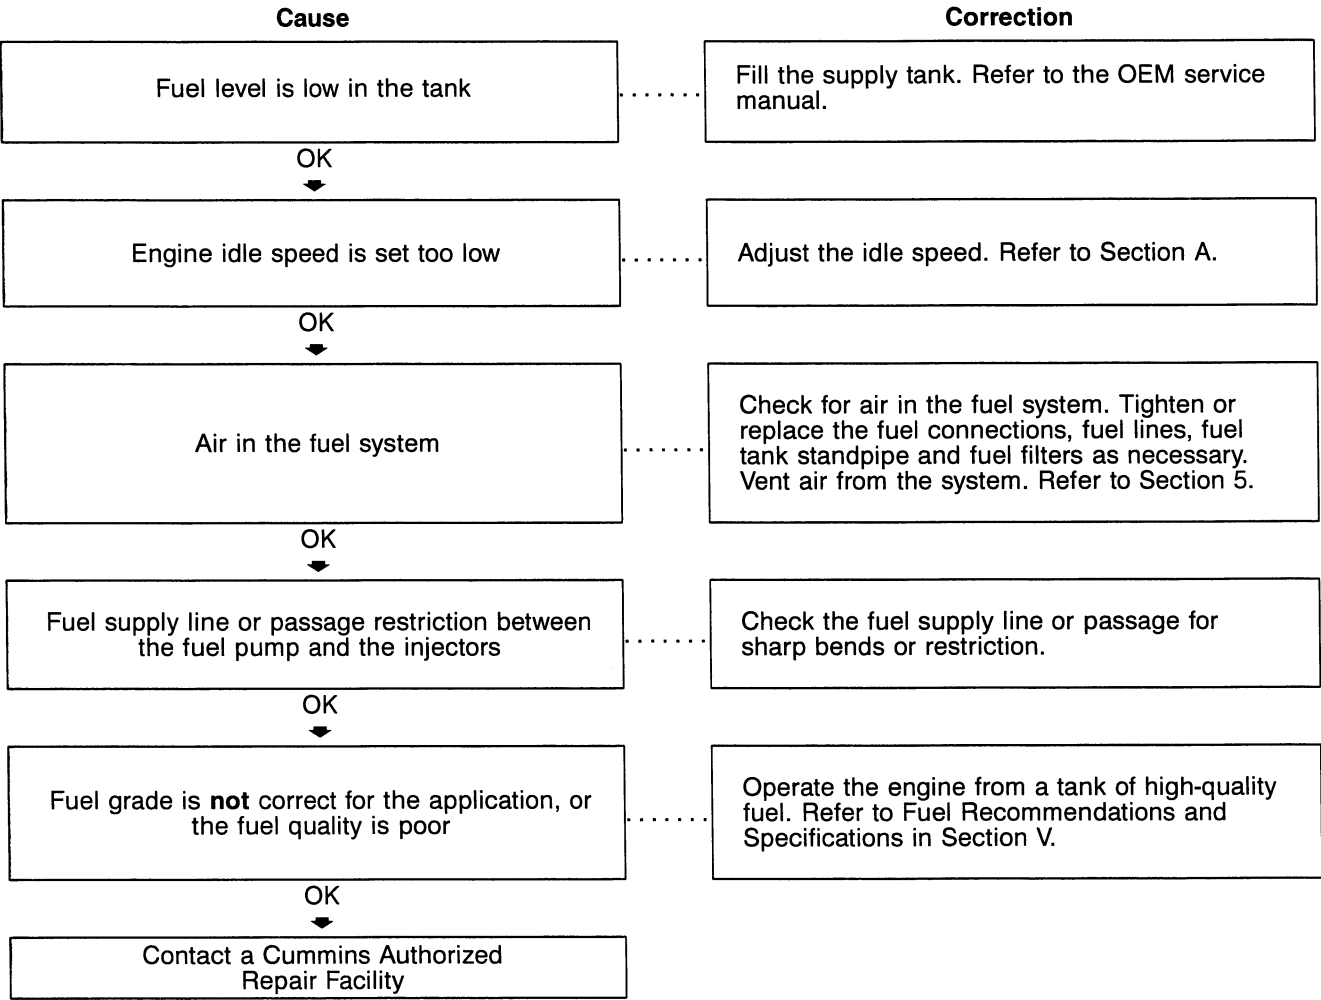 Cause
Correction
Fuel level is low in the tank
Fill the supply tank. Refer to the OEM service
manual.
OK
Engine idle speed is set too low
Adjust the idle speed. Refer to Section A.
OK
Air in the fuel system
Check for air in the fuel system. Tighten or
replace the fuel connections, fuel lines, fuel
tank standpipe and fuel filters as necessary.
Vent air from the system. Refer to Section 5.
OK
Fuel supply line or passage restriction between
the fuel pump and the injectors
Check the fuel supply line or passage for
sharp bends or restriction.
OK
Fuel grade is not correct for the application, or
the fuel quality is poor
Operate the engine from a tank of high-quality
fuel. Refer to Fuel Recommendations and
Specifications in Section V.
OK
Contact a Cummins Authorized
Repair Facility